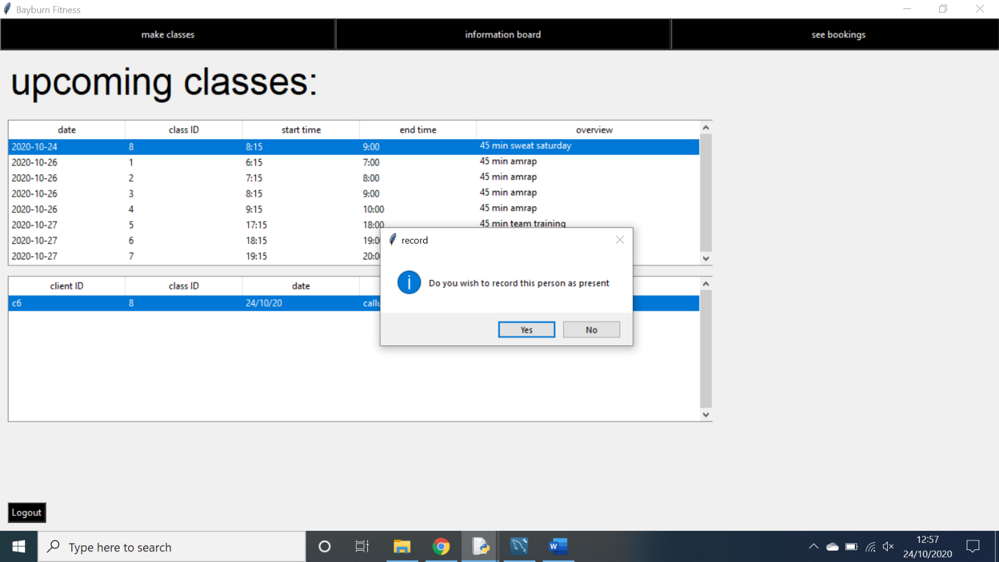 Bayburn Fitness
make classes information board see bookings
upcoming classes:
date class ID start time end time overview
2020-10-24 8 8:15 9:00 45 min sweat saturday
2020-10-26 1 6:15 7:00 45 min amrap
2020-10-26 2 7:15 8:00 45 min amrap
2020-10-26 3 8:15 9:00 45 min amrap
2020-10-26 4 9:15 10:00 45 min amrap
2020-10-27 5 17:15 18:00 45 min team training
2020-10-27 6 18:15 19:0
2020-10-27 7 19:15 20:0
record
Do you wish to record this person as present
Yes No
client ID class ID date
c6 8 24/10/20
Logout
Type here to search
W
12:57
24/10/2020